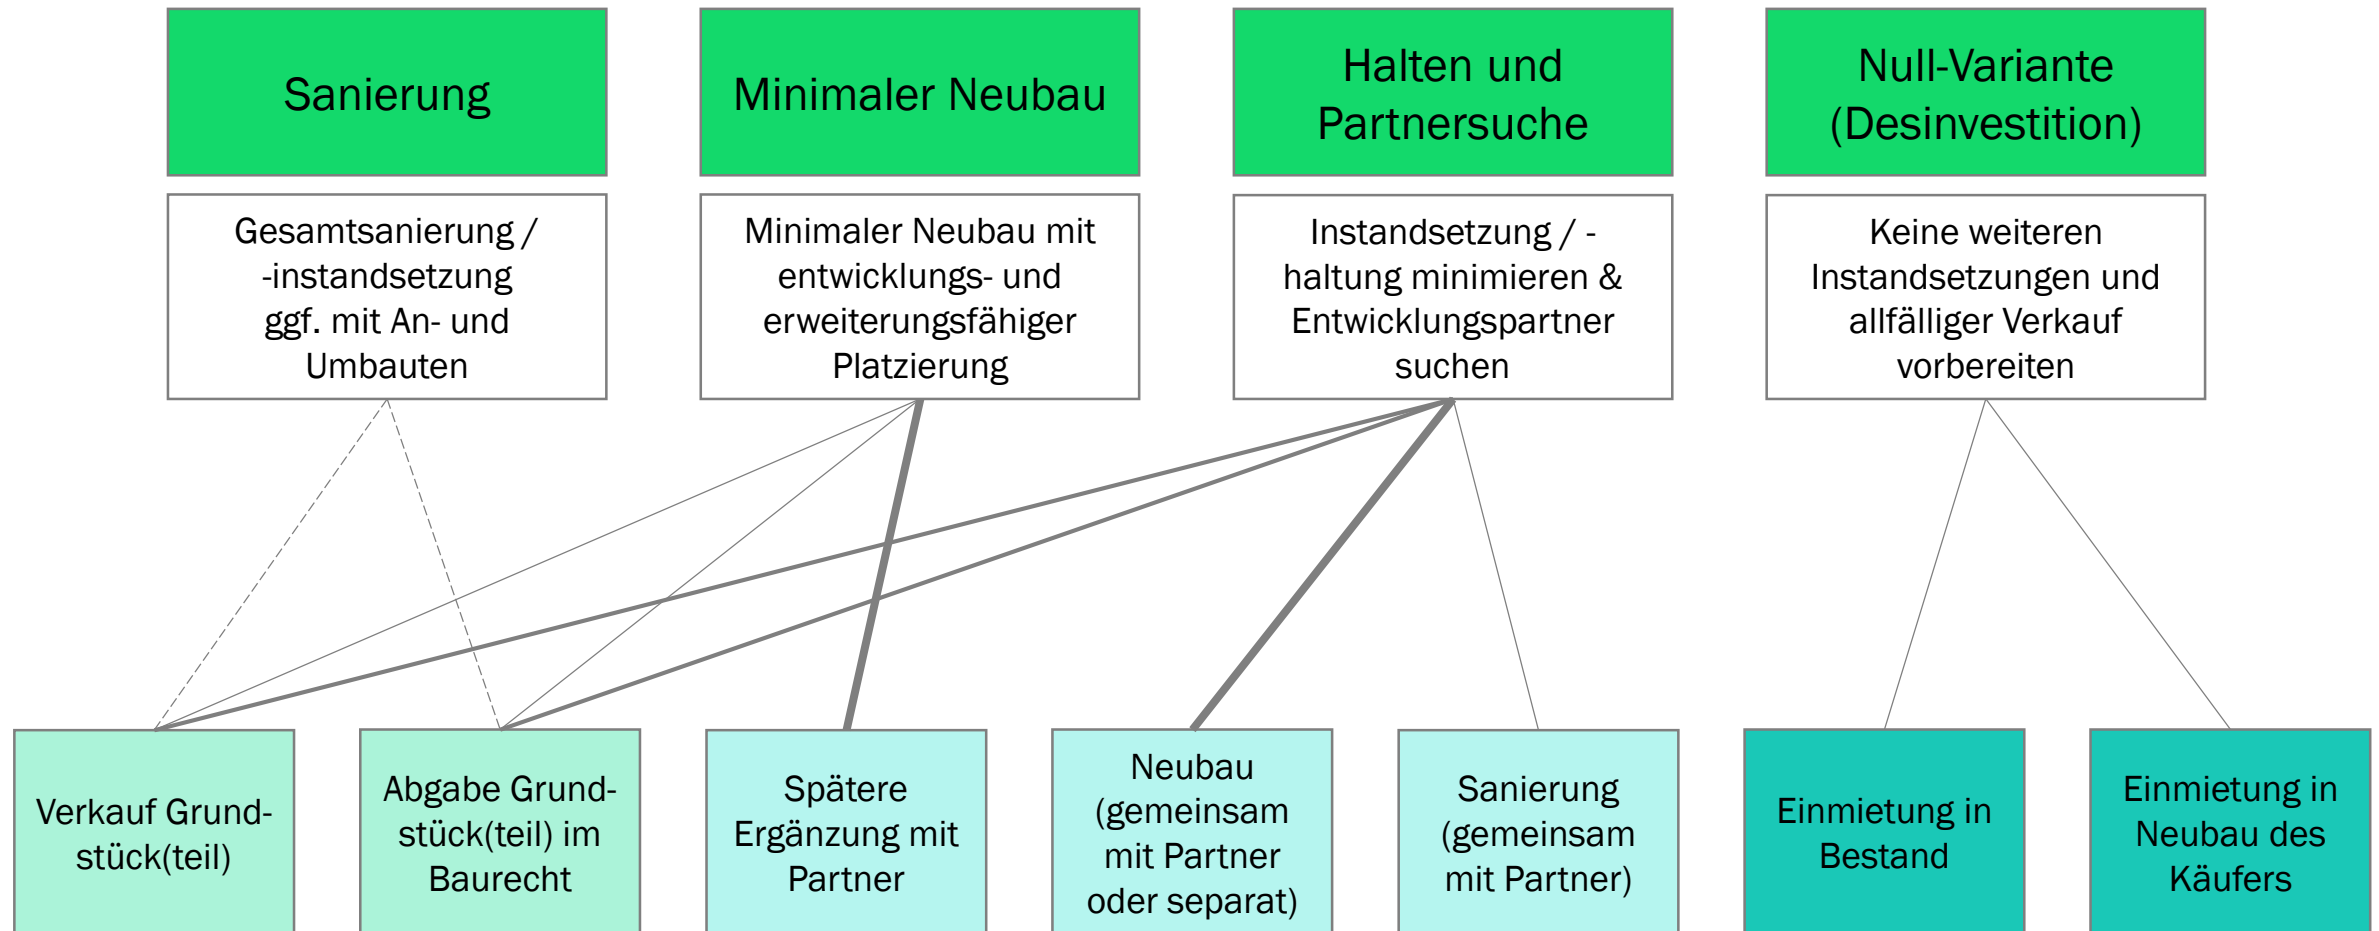 Sanierung
Minimaler Neubau
Halten und
Partnersuche
Null-Variante
(Desinvestition)
Gesamtsanierung /
-instandsetzung
ggf. mit An- und
Umbauten
Minimaler Neubau mit
entwicklungs- und
erweiterungsfähiger
Platzierung
Instandsetzung / -
haltung minimieren &
Entwicklungspartner
suchen
Keine weiteren
Instandsetzungen und
allfälliger Verkauf
vorbereiten
Verkauf Grund-
stück(teil)
Abgabe Grund-
stück(teil) im
Baurecht
Spätere
Ergänzung mit
Partner
Neubau
(gemeinsam
mit Partner
oder separat)
Sanierung
(gemeinsam
mit Partner)
Einmietung in
Bestand
Einmietung in
Neubau des
Käufers